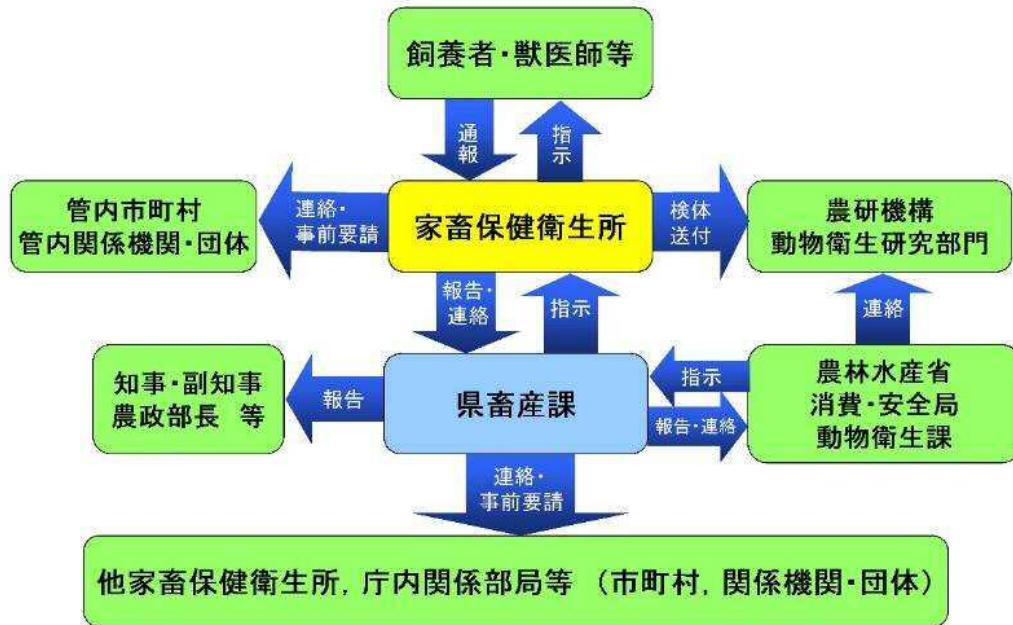 飼養者・獣医師等
通報
指示
管内市町村
管内関係機関・団体
連絡・
事前要請
家畜保健衛生所
検体
送付
農研機構
動物衛生研究部門
報告・
連絡
指示
連絡
知事・副知事
農政部長 等
報告
県畜産課
指示
報告・連絡
農林水産省
消費・安全局
動物衛生課
連絡・
事前要請
他家畜保健衛生所，庁内関係部局等 （市町村，関係機関・団体）